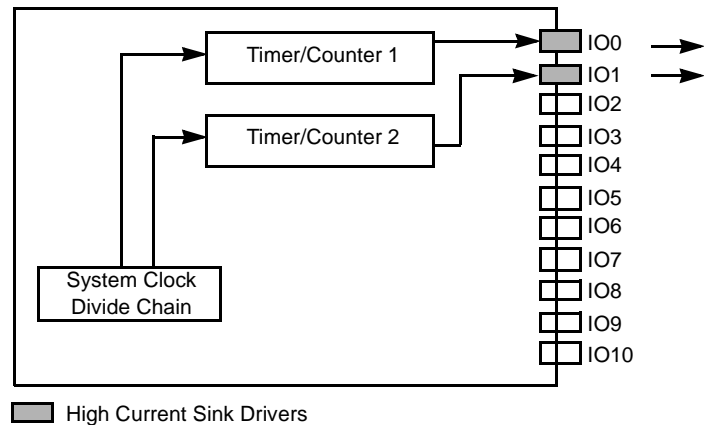 Timer/Counter 1
Timer/Counter 2
System Clock
Divide Chain
IO0
IO1
IO2
IO3
IO4
IO5
IO6
IO7
IO8
IO9
IO10
High Current Sink Drivers